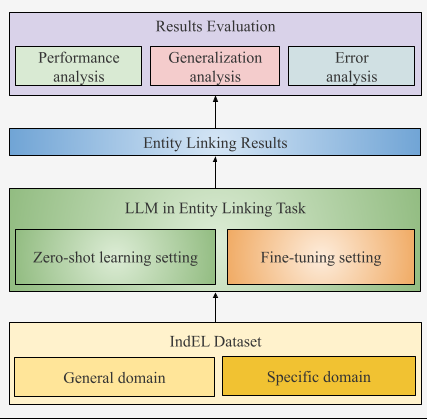 Results Evaluation
Performance
analysis
Generalization
analysis
Error
analysis
Entity Linking Results
LLM in Entity Linking Task
Zero-shot learning setting
Fine-tuning setting
IndEL Dataset
General domain
Specific domain